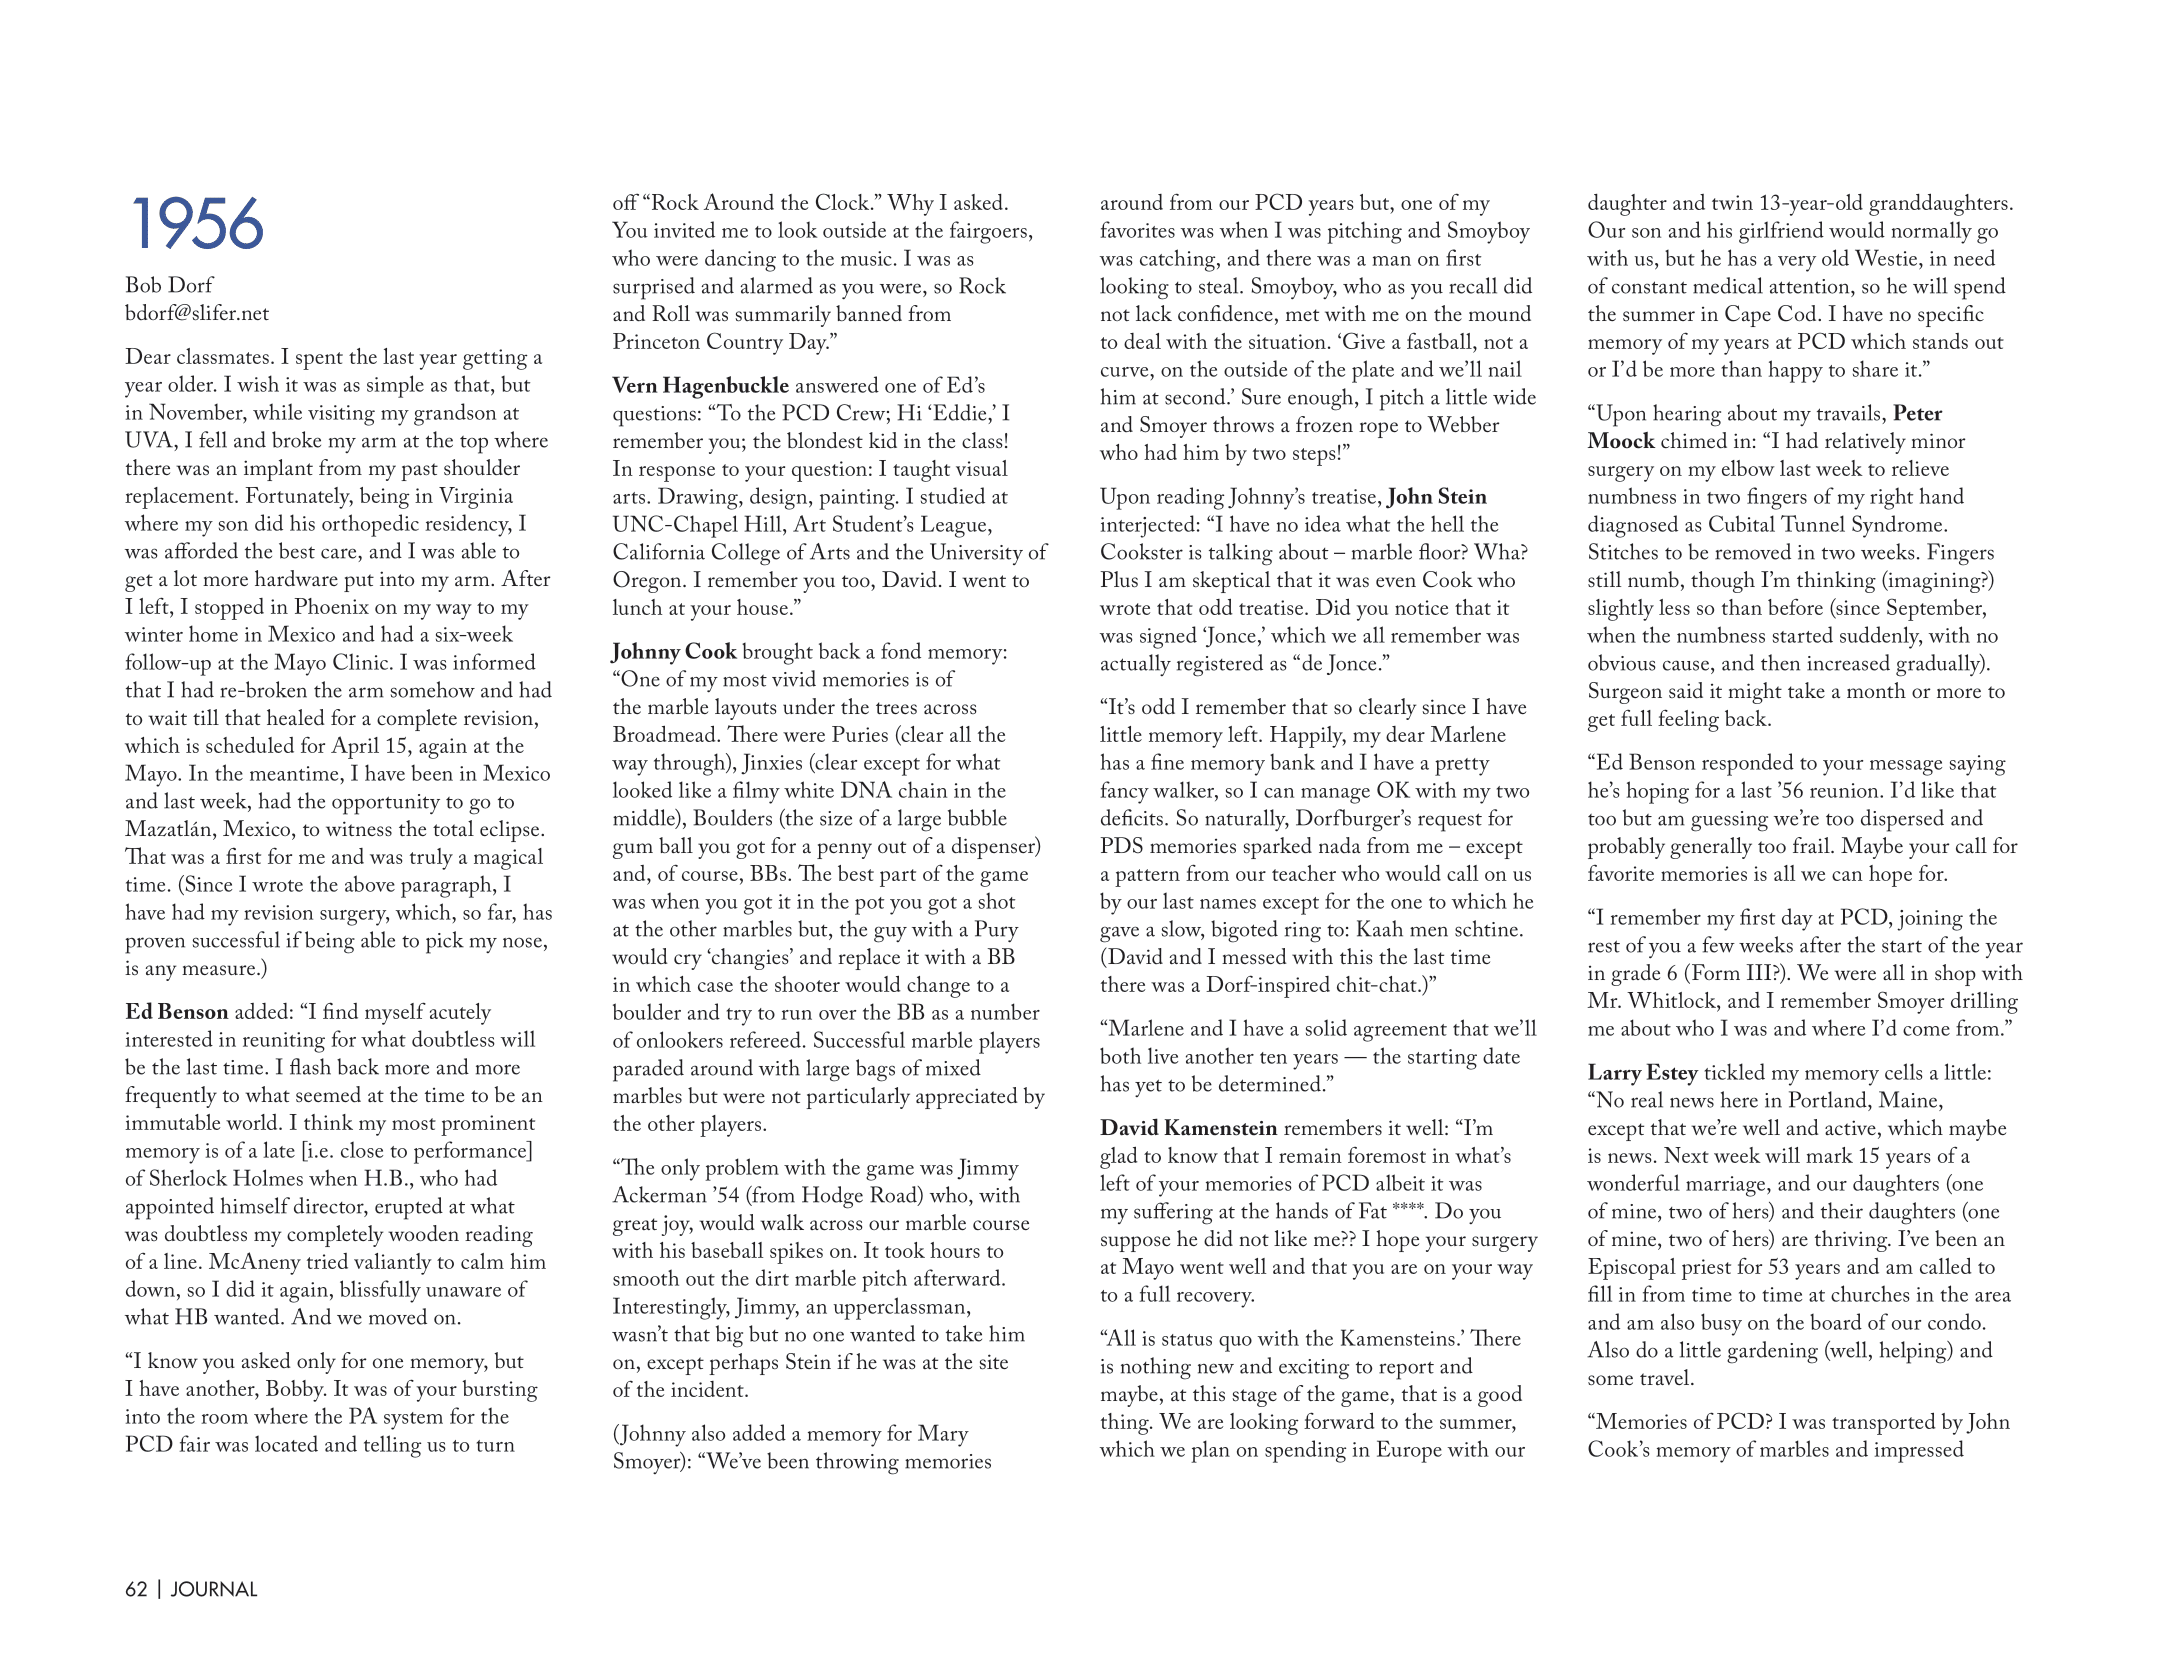 1956
Bob Dorf
bdorf@slifer.net
Dear classmates. I spent the last year getting a
year older. I wish it was as simple as that, but
in November, while visiting my grandson at
UVA, I fell and broke my arm at the top where
there was an implant from my past shoulder
replacement. Fortunately, being in Virginia
where my son did his orthopedic residency, I
was afforded the best care, and I was able to
get a lot more hardware put into my arm. After
I left, I stopped in Phoenix on my way to my
winter home in Mexico and had a six-week
follow-up at the Mayo Clinic. I was informed
that I had re-broken the arm somehow and had
to wait till that healed for a complete revision,
which is scheduled for April 15, again at the
Mayo. In the meantime, I have been in Mexico
and last week, had the opportunity to go to
Mazatlán, Mexico, to witness the total eclipse.
That was a first for me and was truly a magical
time. (Since I wrote the above paragraph, I
have had my revision surgery, which, so far, has
proven successful if being able to pick my nose,
is any measure.)
Ed Benson added: “I find myself acutely
interested in reuniting for what doubtless will
be the last time. I flash back more and more
frequently to what seemed at the time to be an
immutable world. I think my most prominent
memory is of a late [i.e. close to performance]
of Sherlock Holmes when H.B., who had
appointed himself director, erupted at what
was doubtless my completely wooden reading
of a line. McAneny tried valiantly to calm him
down, so I did it again, blissfully unaware of
what HB wanted. And we moved on.
“I know you asked only for one memory, but
I have another, Bobby. It was of your bursting
into the room where the PA system for the
PCD fair was located and telling us to turn
off “Rock Around the Clock.” Why I asked.
You invited me to look outside at the fairgoers,
who were dancing to the music. I was as
surprised and alarmed as you were, so Rock
and Roll was summarily banned from
Princeton Country Day.”
Vern Hagenbuckle answered one of Ed’s
questions: “To the PCD Crew; Hi ‘Eddie,’ I
remember you; the blondest kid in the class!
In response to your question: I taught visual
arts. Drawing, design, painting. I studied at
UNC-Chapel Hill, Art Student’s League,
California College of Arts and the University of
Oregon. I remember you too, David. I went to
lunch at your house.”
Johnny Cook brought back a fond memory:
“One of my most vivid memories is of
the marble layouts under the trees across
Broadmead. There were Puries (clear all the
way through), Jinxies (clear except for what
looked like a filmy white DNA chain in the
middle), Boulders (the size of a large bubble
gum ball you got for a penny out of a dispenser)
and, of course, BBs. The best part of the game
was when you got it in the pot you got a shot
at the other marbles but, the guy with a Pury
would cry ‘changies’ and replace it with a BB
in which case the shooter would change to a
boulder and try to run over the BB as a number
of onlookers refereed. Successful marble players
paraded around with large bags of mixed
marbles but were not particularly appreciated by
the other players.
“The only problem with the game was Jimmy
Ackerman ’54 (from Hodge Road) who, with
great joy, would walk across our marble course
with his baseball spikes on. It took hours to
smooth out the dirt marble pitch afterward.
Interestingly, Jimmy, an upperclassman,
wasn’t that big but no one wanted to take him
on, except perhaps Stein if he was at the site
of the incident.
(Johnny also added a memory for Mary
Smoyer): “We’ve been throwing memories
around from our PCD years but, one of my
favorites was when I was pitching and Smoyboy
was catching, and there was a man on first
looking to steal. Smoyboy, who as you recall did
not lack confidence, met with me on the mound
to deal with the situation. ‘Give a fastball, not a
curve, on the outside of the plate and we’ll nail
him at second.’ Sure enough, I pitch a little wide
and Smoyer throws a frozen rope to Webber
who had him by two steps!”
Upon reading Johnny’s treatise, John Stein
interjected: “I have no idea what the hell the
Cookster is talking about – marble floor? Wha?
Plus I am skeptical that it was even Cook who
wrote that odd treatise. Did you notice that it
was signed ‘Jonce,’ which we all remember was
actually registered as “de Jonce.”
“It’s odd I remember that so clearly since I have
little memory left. Happily, my dear Marlene
has a fine memory bank and I have a pretty
fancy walker, so I can manage OK with my two
deficits. So naturally, Dorfburger’s request for
PDS memories sparked nada from me – except
a pattern from our teacher who would call on us
by our last names except for the one to which he
gave a slow, bigoted ring to: Kaah men schtine.
(David and I messed with this the last time
there was a Dorf-inspired chit-chat.)”
“Marlene and I have a solid agreement that we’ll
both live another ten years — the starting date
has yet to be determined.”
David Kamenstein remembers it well: “I’m
glad to know that I remain foremost in what’s
left of your memories of PCD albeit it was
my suffering at the hands of Fat ****. Do you
suppose he did not like me?? I hope your surgery
at Mayo went well and that you are on your way
to a full recovery.
“All is status quo with the Kamensteins.’ There
is nothing new and exciting to report and
maybe, at this stage of the game, that is a good
thing. We are looking forward to the summer,
which we plan on spending in Europe with our
daughter and twin 13-year-old granddaughters.
Our son and his girlfriend would normally go
with us, but he has a very old Westie, in need
of constant medical attention, so he will spend
the summer in Cape Cod. I have no specific
memory of my years at PCD which stands out
or I’d be more than happy to share it.”
“Upon hearing about my travails, Peter
Moock chimed in: “I had relatively minor
surgery on my elbow last week to relieve
numbness in two fingers of my right hand
diagnosed as Cubital Tunnel Syndrome.
Stitches to be removed in two weeks. Fingers
still numb, though I’m thinking (imagining?)
slightly less so than before (since September,
when the numbness started suddenly, with no
obvious cause, and then increased gradually).
Surgeon said it might take a month or more to
get full feeling back.
“Ed Benson responded to your message saying
he’s hoping for a last ’56 reunion. I’d like that
too but am guessing we’re too dispersed and
probably generally too frail. Maybe your call for
favorite memories is all we can hope for.
“I remember my first day at PCD, joining the
rest of you a few weeks after the start of the year
in grade 6 (Form III?). We were all in shop with
Mr. Whitlock, and I remember Smoyer drilling
me about who I was and where I’d come from.”
Larry Estey tickled my memory cells a little:
“No real news here in Portland, Maine,
except that we’re well and active, which maybe
is news. Next week will mark 15 years of a
wonderful marriage, and our daughters (one
of mine, two of hers) and their daughters (one
of mine, two of hers) are thriving. I’ve been an
Episcopal priest for 53 years and am called to
fill in from time to time at churches in the area
and am also busy on the board of our condo.
Also do a little gardening (well, helping) and
some travel.
“Memories of PCD? I was transported by John
Cook’s memory of marbles and impressed
62 | JOURNAL